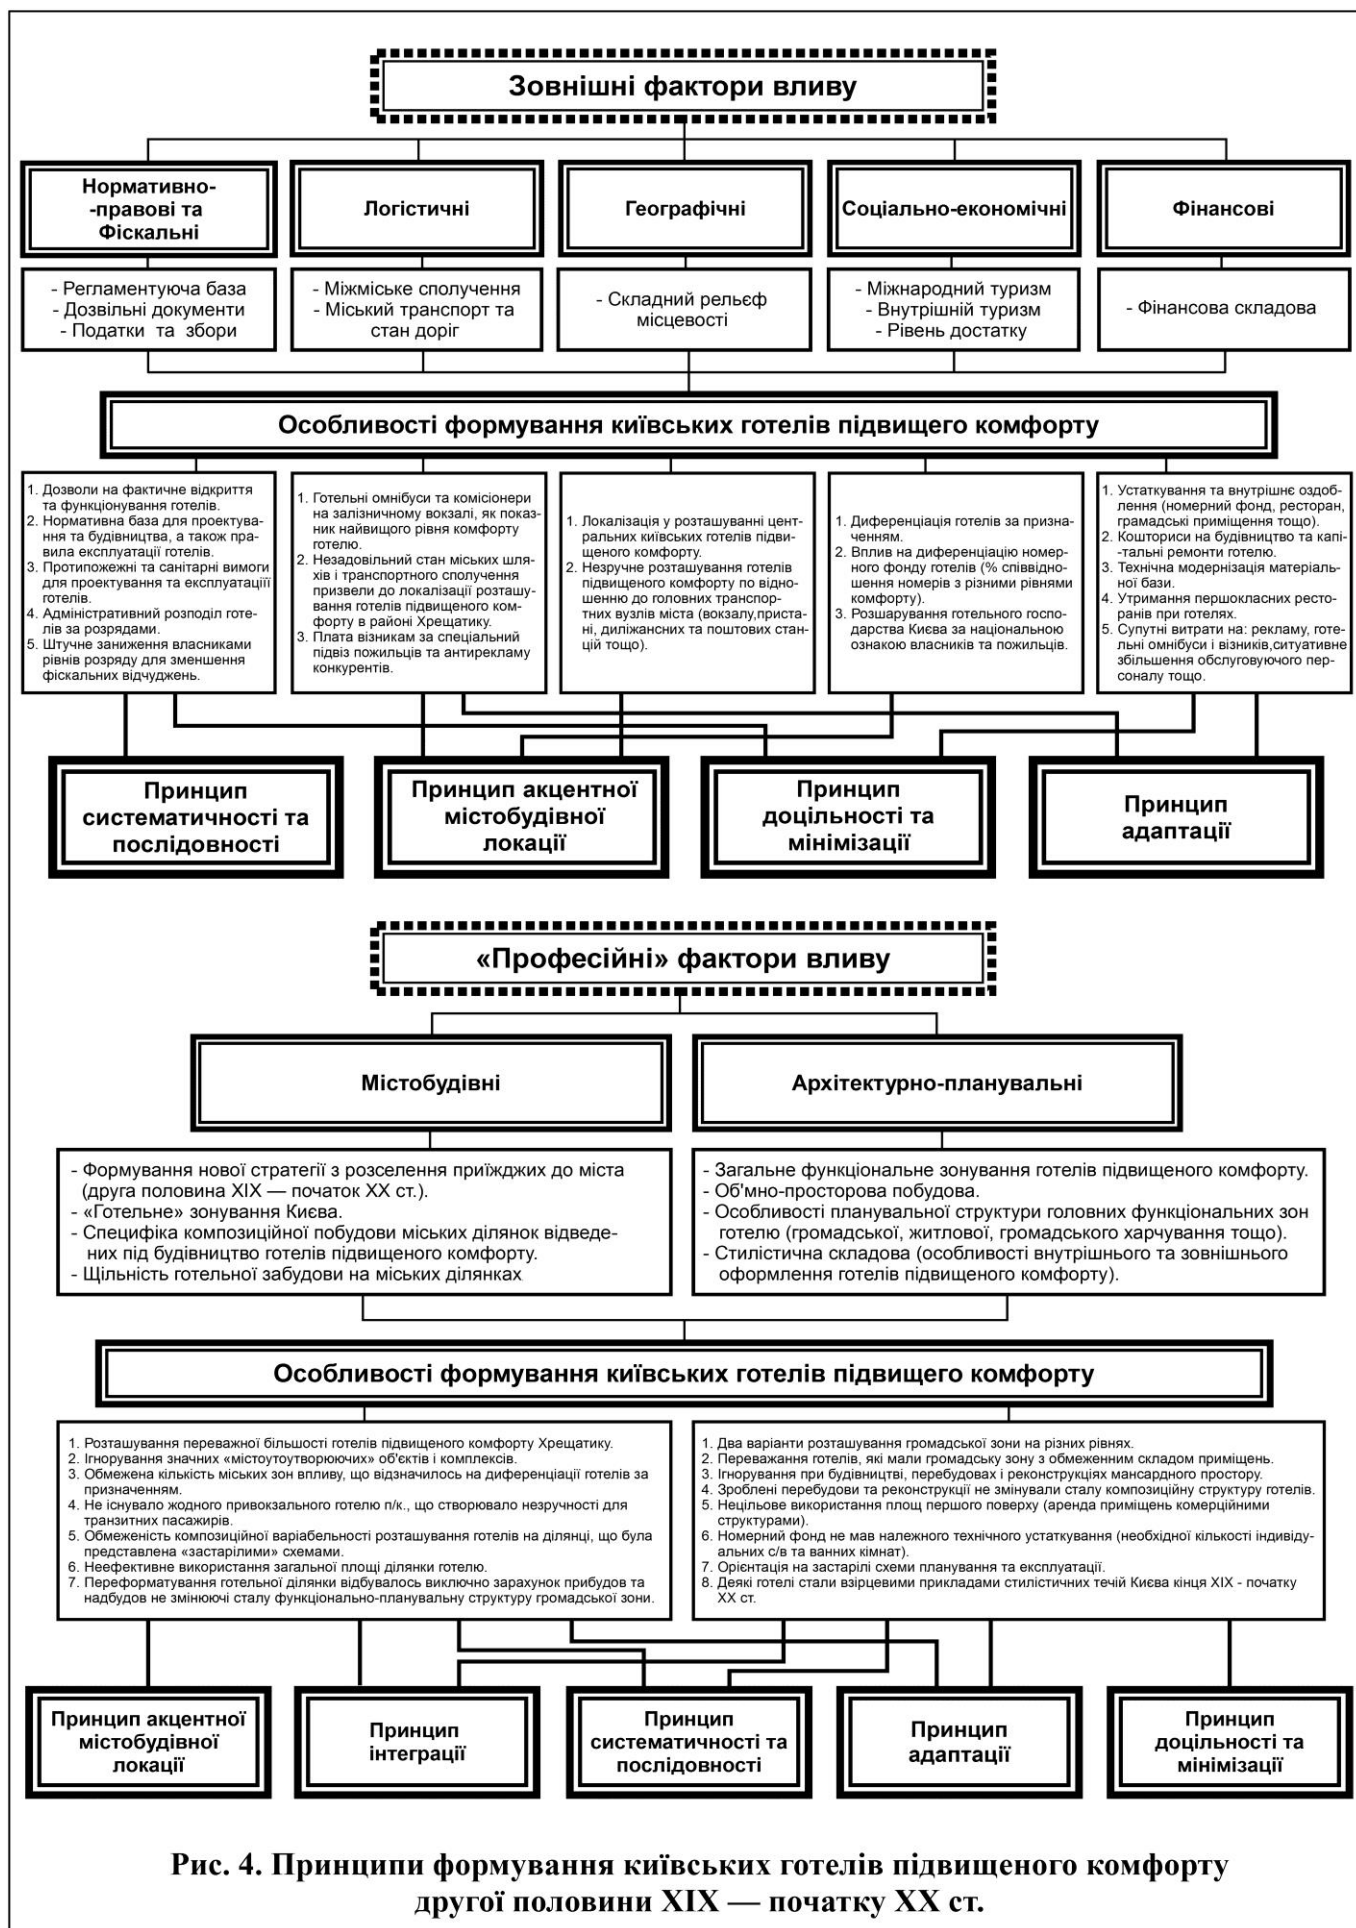 Зовнішні фактори вливу
Нормативно-
-правові та
Фіскальні
Логістичні
Географічні
Соціально-економічні
Фінансові
- Регламентуюча база
- Дозвільні документи
- Податки та збори
- Міжміське сполучення
- Міський транспорт та
стан доріг
- Складний рельєф
місцевості
- Міжнародний туризм
- Внутрішній туризм
- Рівень достатку
- Фінансова складова
Особливості формування київських готелів підвищего комфорту
1. Дозволи на фактичне відкриття
та функціонування готелів.
2. Нормативна база для проектува-
ння та будівництва, а також пра-
вила експлуатації готелів.
3. Протипожежні та санітарні вимоги
для проектування та експлуатаціїї
готелів.
4. Адміністративний розподіл готе-
лів за розрядами.
5. Штучне заниження власниками
рівнів розряду для зменшення
фіскальних відчуджень.
1. Готельні омнібуси та комісіонери
на залізничному вокзалі, як показ-
ник найвищого рівня комфорту
готелю.
2. Незадовільний стан міських шля-
хів і транспортного сполучення
призвели до локалізації розташу-
вання готелів підвищеного ком-
форту в районі Хрещатику.
3. Плата візникам за спеціальний
підвіз пожильців та антирекламу
конкурентів.
1. Локалізація у розташуванні цент-
ральних київських готелів підви-
щеного комфорту.
2. Незручне розташування готелів
підвищеного комфорту по відно-
шенню до головних транспор-
тних вузлів міста (вокзалу,приста-
ні, диліжансних та поштових стан-
цій тощо).
1. Диференціація готелів за призна-
ченням.
2. Вплив на диференціацію номер-
ного фонду готелів (% співвідно-
шення номерів з різними рівнями
комфорту).
3. Розшарування готельного госпо-
дарства Києва за національною
ознакою власників та пожильців.
1. Устаткування та внутрішнє оздоб-
лення (номерний фонд, ресторан,
грамадські приміщення тощо).
2. Кошториси на будівництво та капі-
-тальні ремонти готелю.
3. Технічна модернізація матеріаль-
ної бази.
4. Утримання першокласних ресто-
ранів при готелях.
5. Супутні витрати на: рекламу, готе-
льні омнібуси і візників,ситуативне
збільшення обслуговуючого пер-
соналу тощо.
Принцип
систематичності та
послідовності
Принцип акцентної
містобудівної
локації
Принцип
доцільності та
мінімізації
Принцип
адаптації
«Професійні» фактори вливу
Містобудівні
Архітектурно-планувальні
- Формування нової стратегії з розселення приїжджих до міста
(друга половина XIX — початок XX ст.).
- «Готельне» зонування Києва.
- Специфіка композиційної побудови міських ділянок відведе-
них під будівництво готелів підвищеного комфорту.
- Щільність готельної забудови на міських ділянках
- Загальне функціональне зонування готелів підвищеного комфорту.
- Об'мно-просторова побудова.
- Особливості планувальної структури головних функціональних зон
готелю (громадської, житлової, громадського харчування тощо).
- Стилістична складова (особливості внутрішнього та зовнішнього
оформлення готелів підвищеного комфорту).
Особливості формування київських готелів підвищего комфорту
1. Розташування переважної більшості готелів підвищеного комфорту Хрещатику.
2. Ігнорування значних «містоутоутворюючих» об'єктів і комплексів.
3. Обмежена кількість міських зон впливу, що відзначилось на диференціації готелів за
призначенням.
4. Не існувало жодного привокзального готелю п/к., що створювало незручності для
транзитних пасажирів.
5. Обмеженість композиційної варіабельності розташування готелів на ділянці, що була
представлена «застарілими» схемами.
6. Неефективне використання загальної площі ділянки готелю.
7. Переформатування готельної ділянки відбувалось виключно зарахунок прибудов та
надбудов не змінюючі сталу функціонально-планувальну структуру громадської зони.
1. Два варіанти розташування громадської зони на різних рівнях.
2. Переважання готелів, які мали громадську зону з обмеженим складом приміщень.
3. Ігнорування при будівництві, перебудовах і реконструкціях мансардного простору.
4. Зроблені перебудови та реконструкції не змінували сталу композиційну структуру готелів.
5. Нецільове використання площ першого поверху (аренда приміщень комерційними
структурами).
6. Номерний фонд не мав належного технічного устаткування (необхідної кількості індивіду-
альних с/в та ванних кімнат).
7. Орієнтація на застарілі схеми планування та експлуатації.
8. Деякі готелі стали взірцевими прикладами стилістичних течій Києва кінця XIX - початку
XX ст.
Принцип акцентної
містобудівної
локації
Принцип
інтеграції
Принцип
систематичності та
послідовності
Принцип
адаптації
Принцип
доцільності та
мінімізації
Рис. 4. Принципи формування київських готелів підвищеного комфорту
другої половини XIX — початку XX ст.